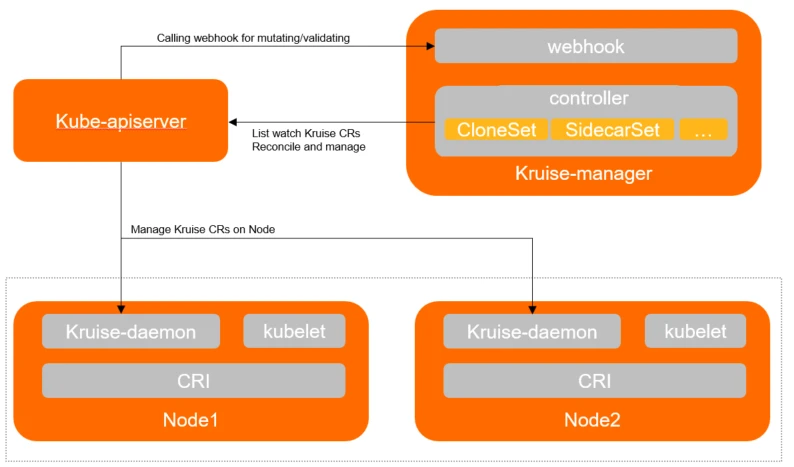 Calling webhook for mutating/validating
webhook
Kube-apiserver
controller
List watch Kruise CRs
Reconcile and manage
CloneSet
SidecarSet
...
Kruise-manager
Manage Kruise CRs on Node
Kruise-daemon
kubelet
CRI
Node1
Kruise-daemon
kubelet
CRI
Node2